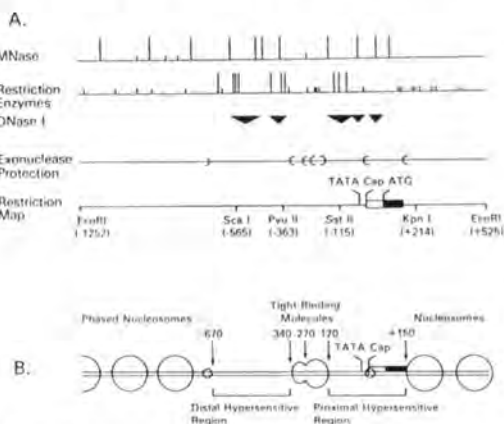 A.
MNase
Restriction
Enzymes
DNase I
Exonuclease
Protection
TATA Cap ATG
Restriction
Map
EcoRI Sca I Pvu II Sst II Kpn I EcoRI
(-1252) (-565) (-363) (-115) (+214) (+525)
Tight Binding
Phased Nucleosomes Molecules Nucleosomes
-670 340 270 170 +150
TATA Cap
B.
Distal Hypersensitive Proximal Hypersensitive
Region Region